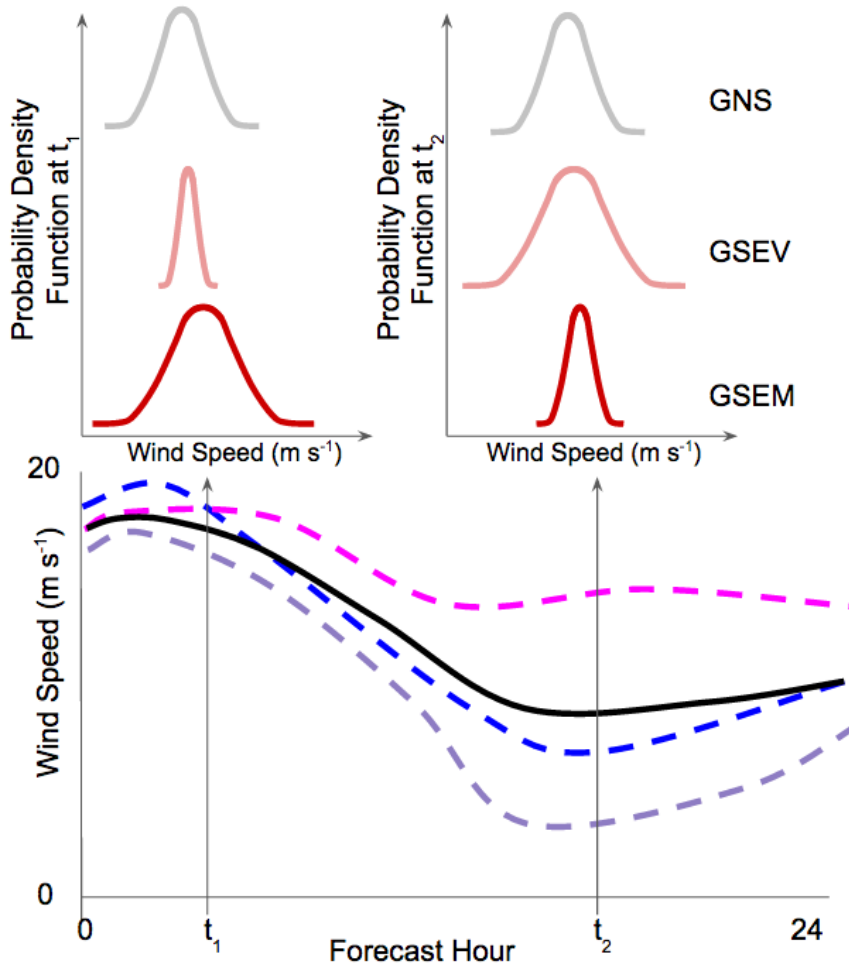 Probability Density
Function at t1
Probability Density
Function at t2
GNS
GSEV
GSEM
Wind Speed (m s-1)
Wind Speed (m s-1)
20
Wind Speed (m s-1)
0
0
t1
Forecast Hour
t2
24